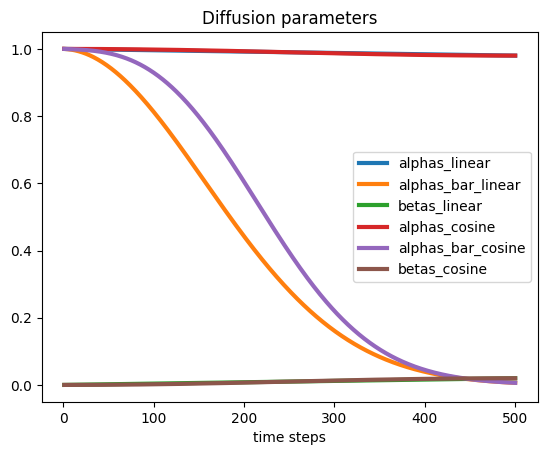 Diffusion parameters
1.0
0.8
0.6
0.4
0.2
0.0
alphas_linear
alphas_bar_linear
betas_linear
alphas_cosine
alphas_bar_cosine
betas_cosine
0 100 200 300 400 500
time steps